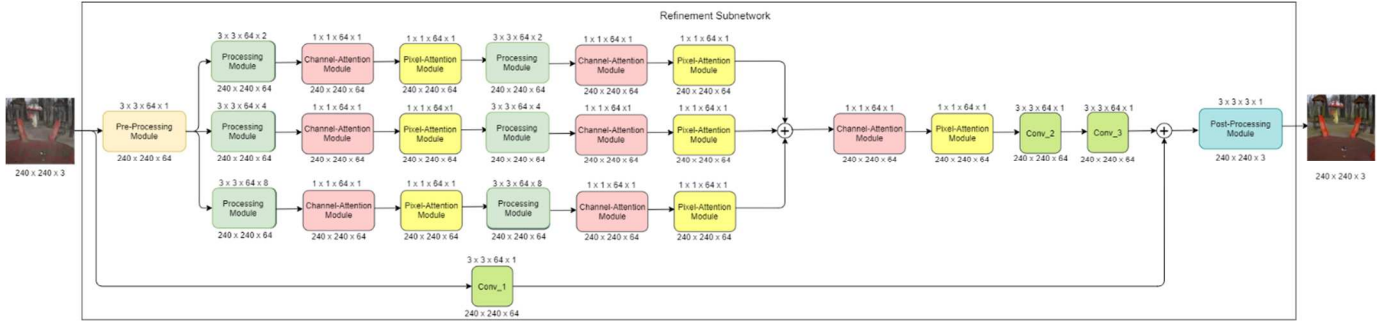 Refinement Subnetwork
3 x 3 x 64 x 2
Processing
Module
240 x 240 x 64
1 x 1 x 64 x 1
Channel-Attention
Module
240 x 240 x 64
1 x 1 x 64 x 1
Pixel-Attention
Module
240 x 240 x 64
3 x 3 x 64 x 2
Processing
Module
240 x 240 x 64
1 x 1 x 64 x 1
Channel-Attention
Module
240 x 240 x 64
1 x 1 x 64 x 1
Pixel-Attention
Module
240 x 240 x 64
240 x 240 x 3
3 x 3 x 64 x 1
Pre-Processing
Module
240 x 240 x 64
3 x 3 x 64 x 4
Processing
Module
240 x 240 x 64
1 x 1 x 64 x 1
Channel-Attention
Module
240 x 240 x 64
1 x 1 x 64 x1
Pixel-Attention
Module
240 x 240 x 64
3 x 3 x 64 x 4
Processing
Module
240 x 240 x 64
1 x 1 x 64 x 1
Channel-Attention
Module
240 x 240 x 64
1 x 1 x 64 x1
Pixel-Attention
Module
240 x 240 x 64
1 x 1 x 64 x 1
Channel-Attention
Module
240 x 240 x 64
1 x 1 x 64 x 1
Pixel-Attention
Module
240 x 240 x 64
3 x 3 x 64 x 1
Conv_2
240 x 240 x 64
3 x 3 x 64 x 1
Conv_3
240 x 240 x 64
3 x 3 x 3 x 1
Post-Processing
Module
240 x 240 x 3
240 x 240 x 3
3 x 3 x 64 x 8
Processing
Module
240 x 240 x 64
1 x 1 x 64 x 1
Channel-Attention
Module
240 x 240 x 64
1 x 1 x 64 x 1
Pixel-Attention
Module
240 x 240 x 64
3 x 3 x 64 x 8
Processing
Module
240 x 240 x 64
1 x 1 x 64 x 1
Channel-Attention
Module
240 x 240 x 64
1 x 1 x 64 x 1
Pixel-Attention
Module
240 x 240 x 64
3 x 3 x 64 x 1
Conv_1
240 x 240 x 64